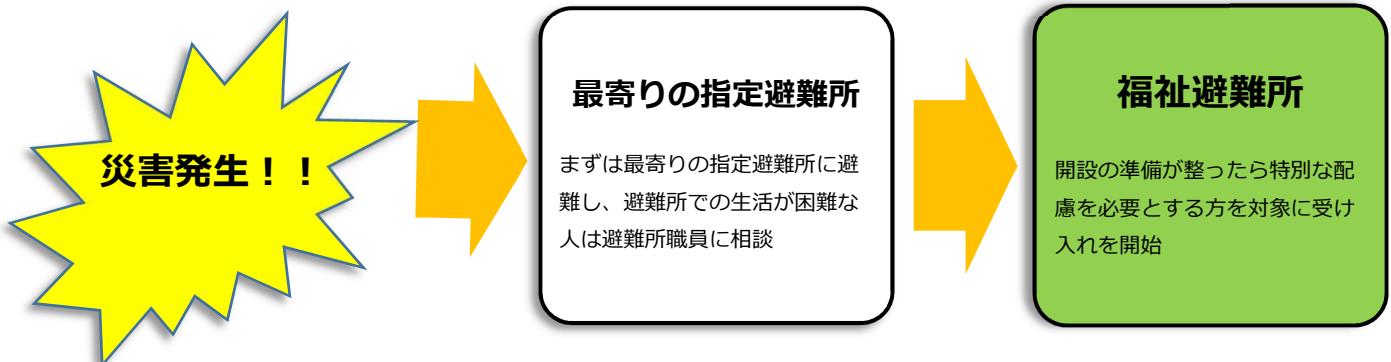 災害発生！！
最寄りの指定避難所
まずは最寄りの指定避難所に避
難し、避難所での生活が困難な
人は避難所職員に相談
福祉避難所
開設の準備が整ったら特別な配
慮を必要とする方を対象に受け
入れを開始